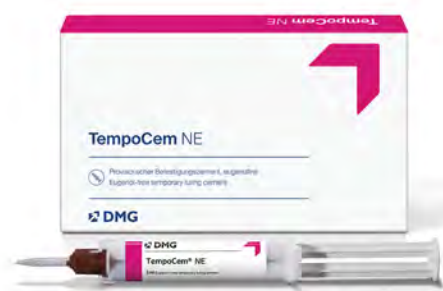 TempoCem NE
TempoCem NE
Provisorischer Befestigungszement, eugenolfrei
Eugenol-free temporary luting cement
DMG
DMG
TempoCem® NE